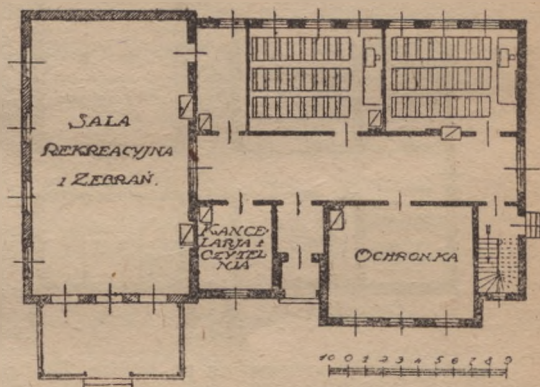 SALA
REKREACYJNA
I ZEBRAŃ.
KANCE-
LARJA I
CZYTEL
NIA
OCHRONKA
10 0 1 2 3 4 5 6 7 8 9